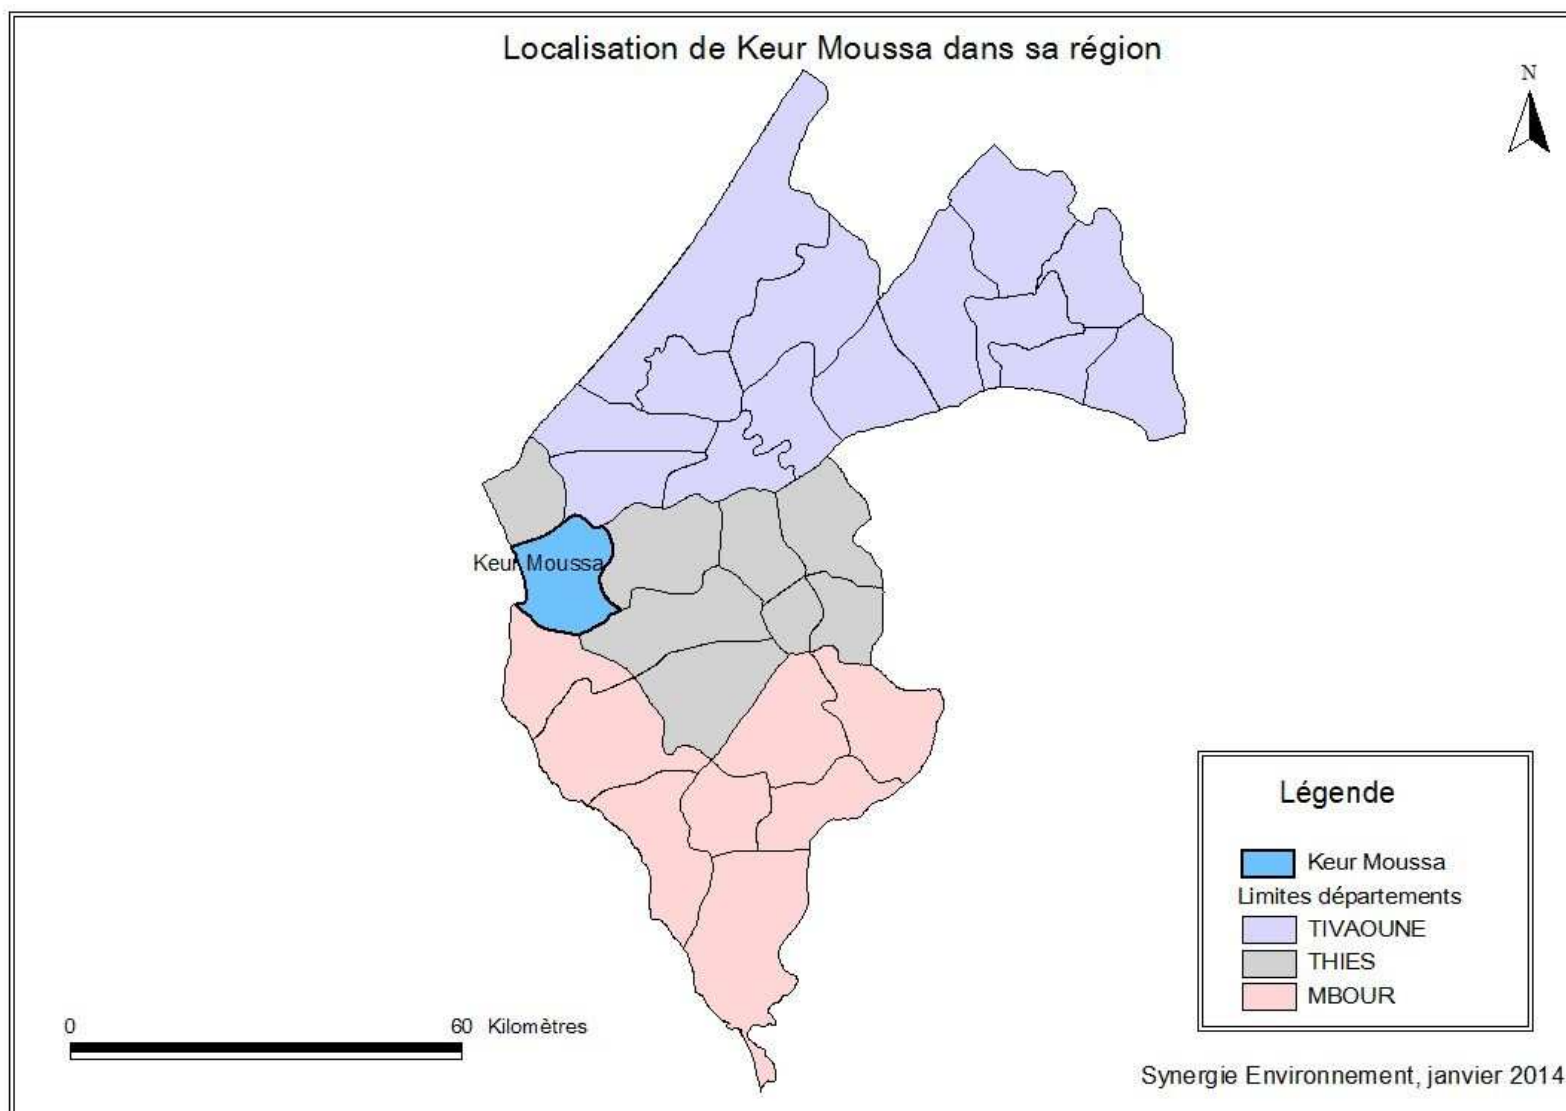 Localisation de Keur Moussa dans sa région
N
Keur Moussa
Légende
Keur Moussa
Limites départements
TIVAOUNE
THIES
MBOUR
0 60 Kilomètres
Synergie Environnement, janvier 2014